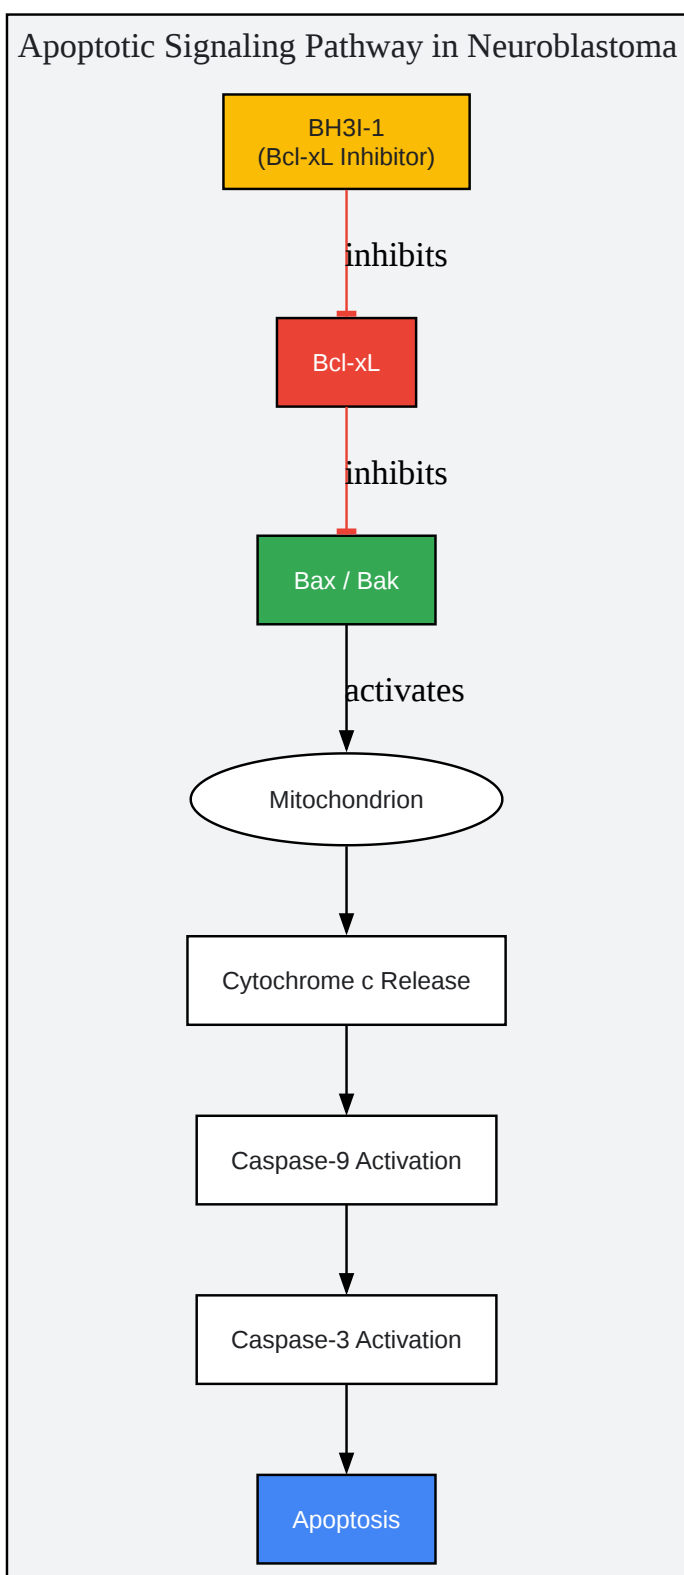 Apoptotic Signaling Pathway in Neuroblastoma
BH3I-1
(Bcl-xL Inhibitor)
inhibits
Bcl-xL
inhibits
Bax / Bak
activates
Mitochondrion
Cytochrome c Release
Caspase-9 Activation
Caspase-3 Activation
Apoptosis